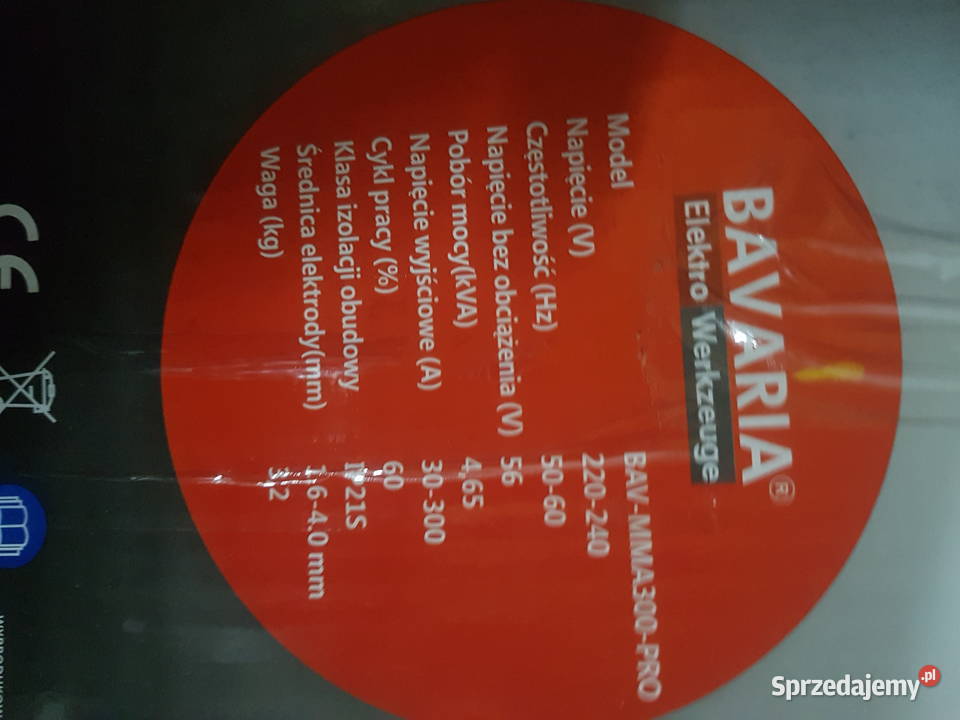 BAVARIA®
Elektro Werkzeuge
Model BAV-MMA300-PRO
Napięcie (V) 220-240
Częstotliwość (Hz) 50-60
Napięcie bez obciążenia (V) 56
Pobór mocy(kVA) 4,65
Napięcie wyjściowe (A) 30-300
Cykl pracy (%) 60
Klasa izolacji obudowy IP21S
Średnica elektrody(mm) 1.6-4.0 mm
Waga (kg) 3.2
CE
Sprzedajemy.pl